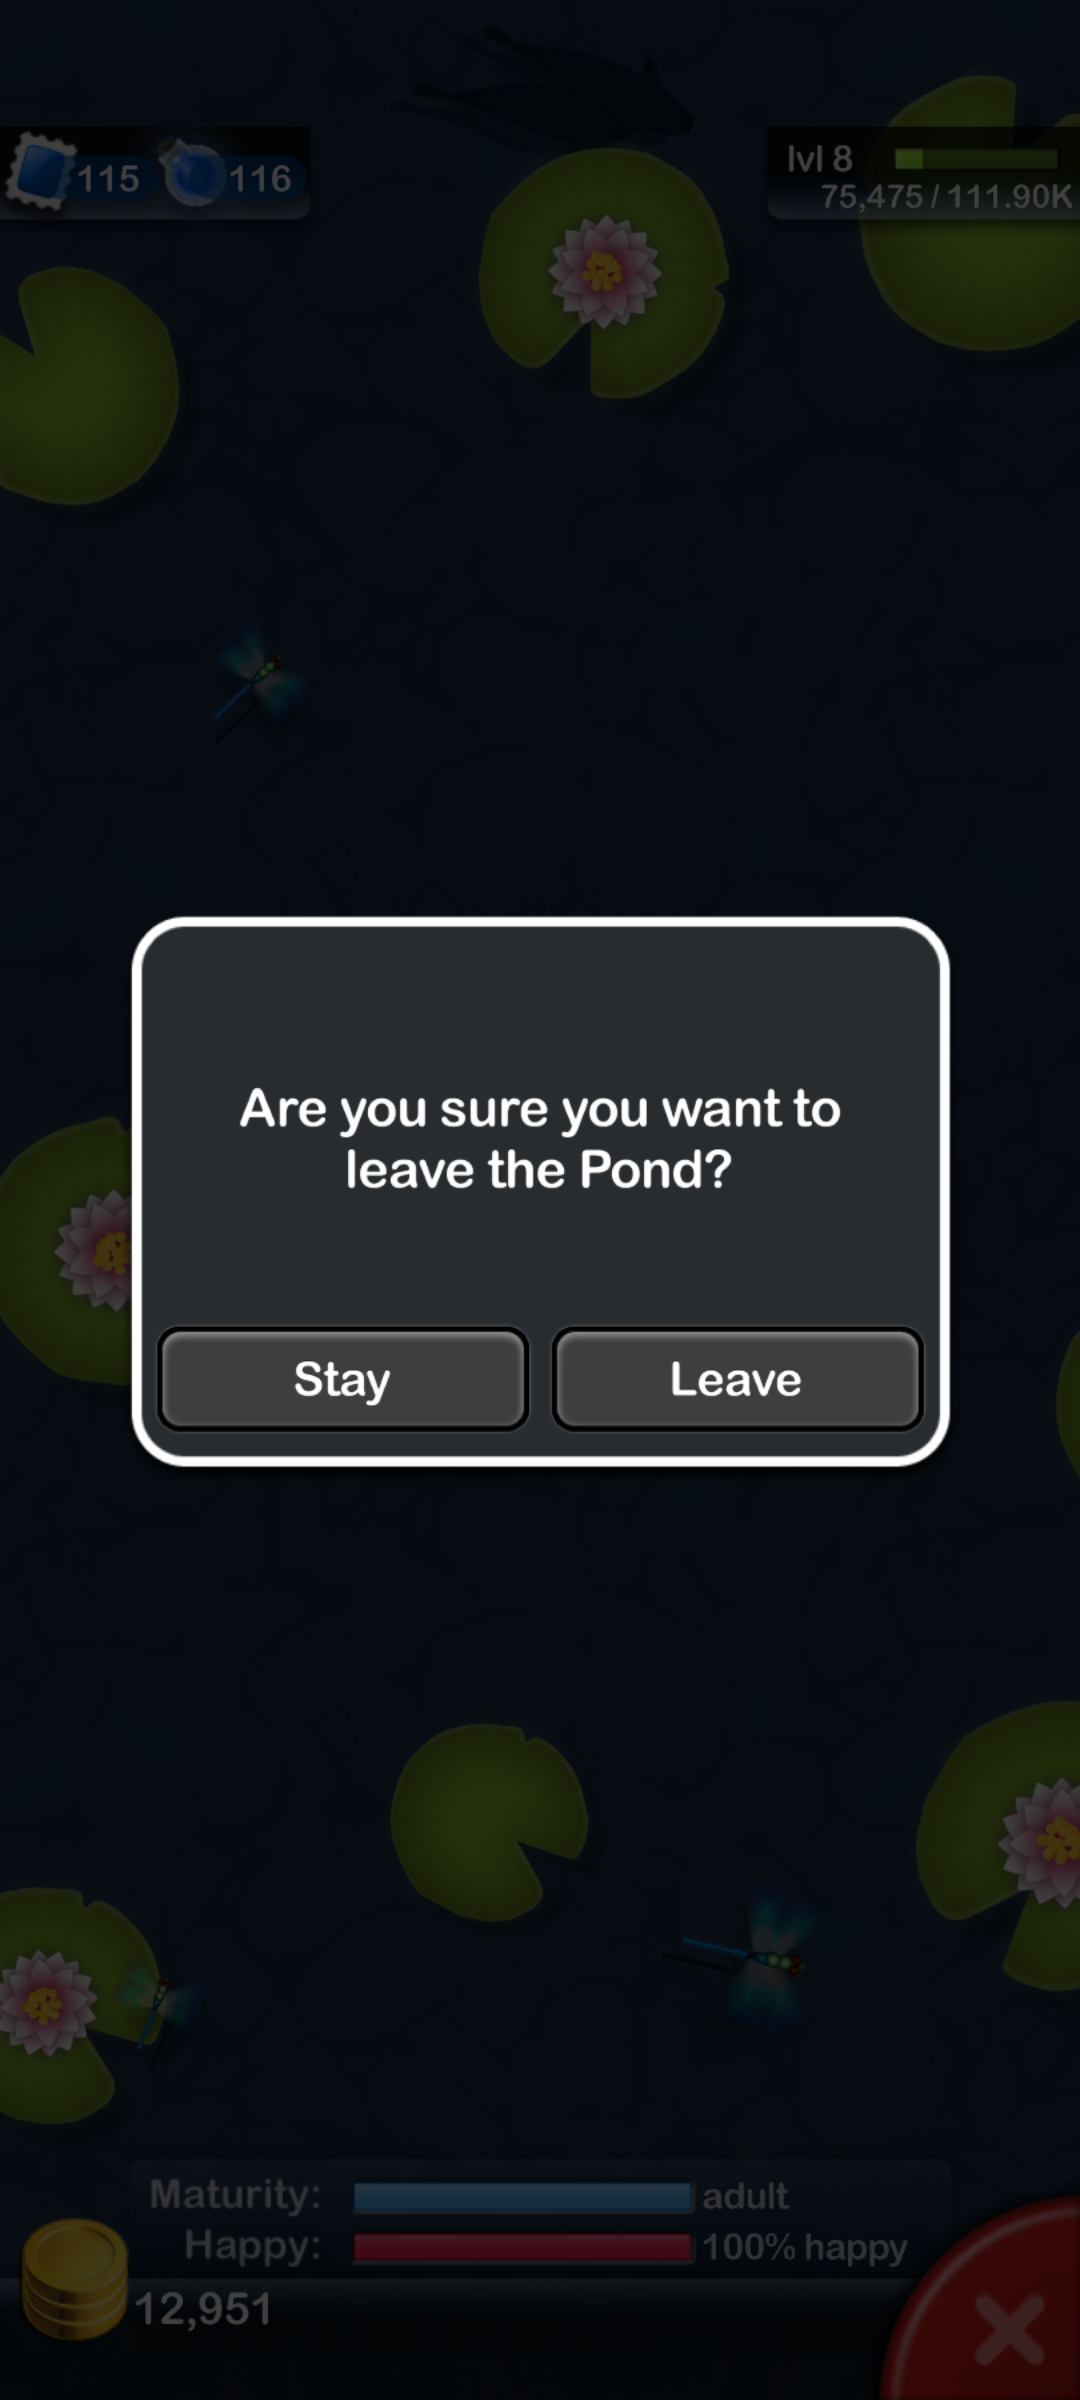 115
116
lvl 8
75,475 / 111.90K
Are you sure you want to
leave the Pond?
Stay
Leave
Maturity:
adult
Happy:
100% happy
12,951